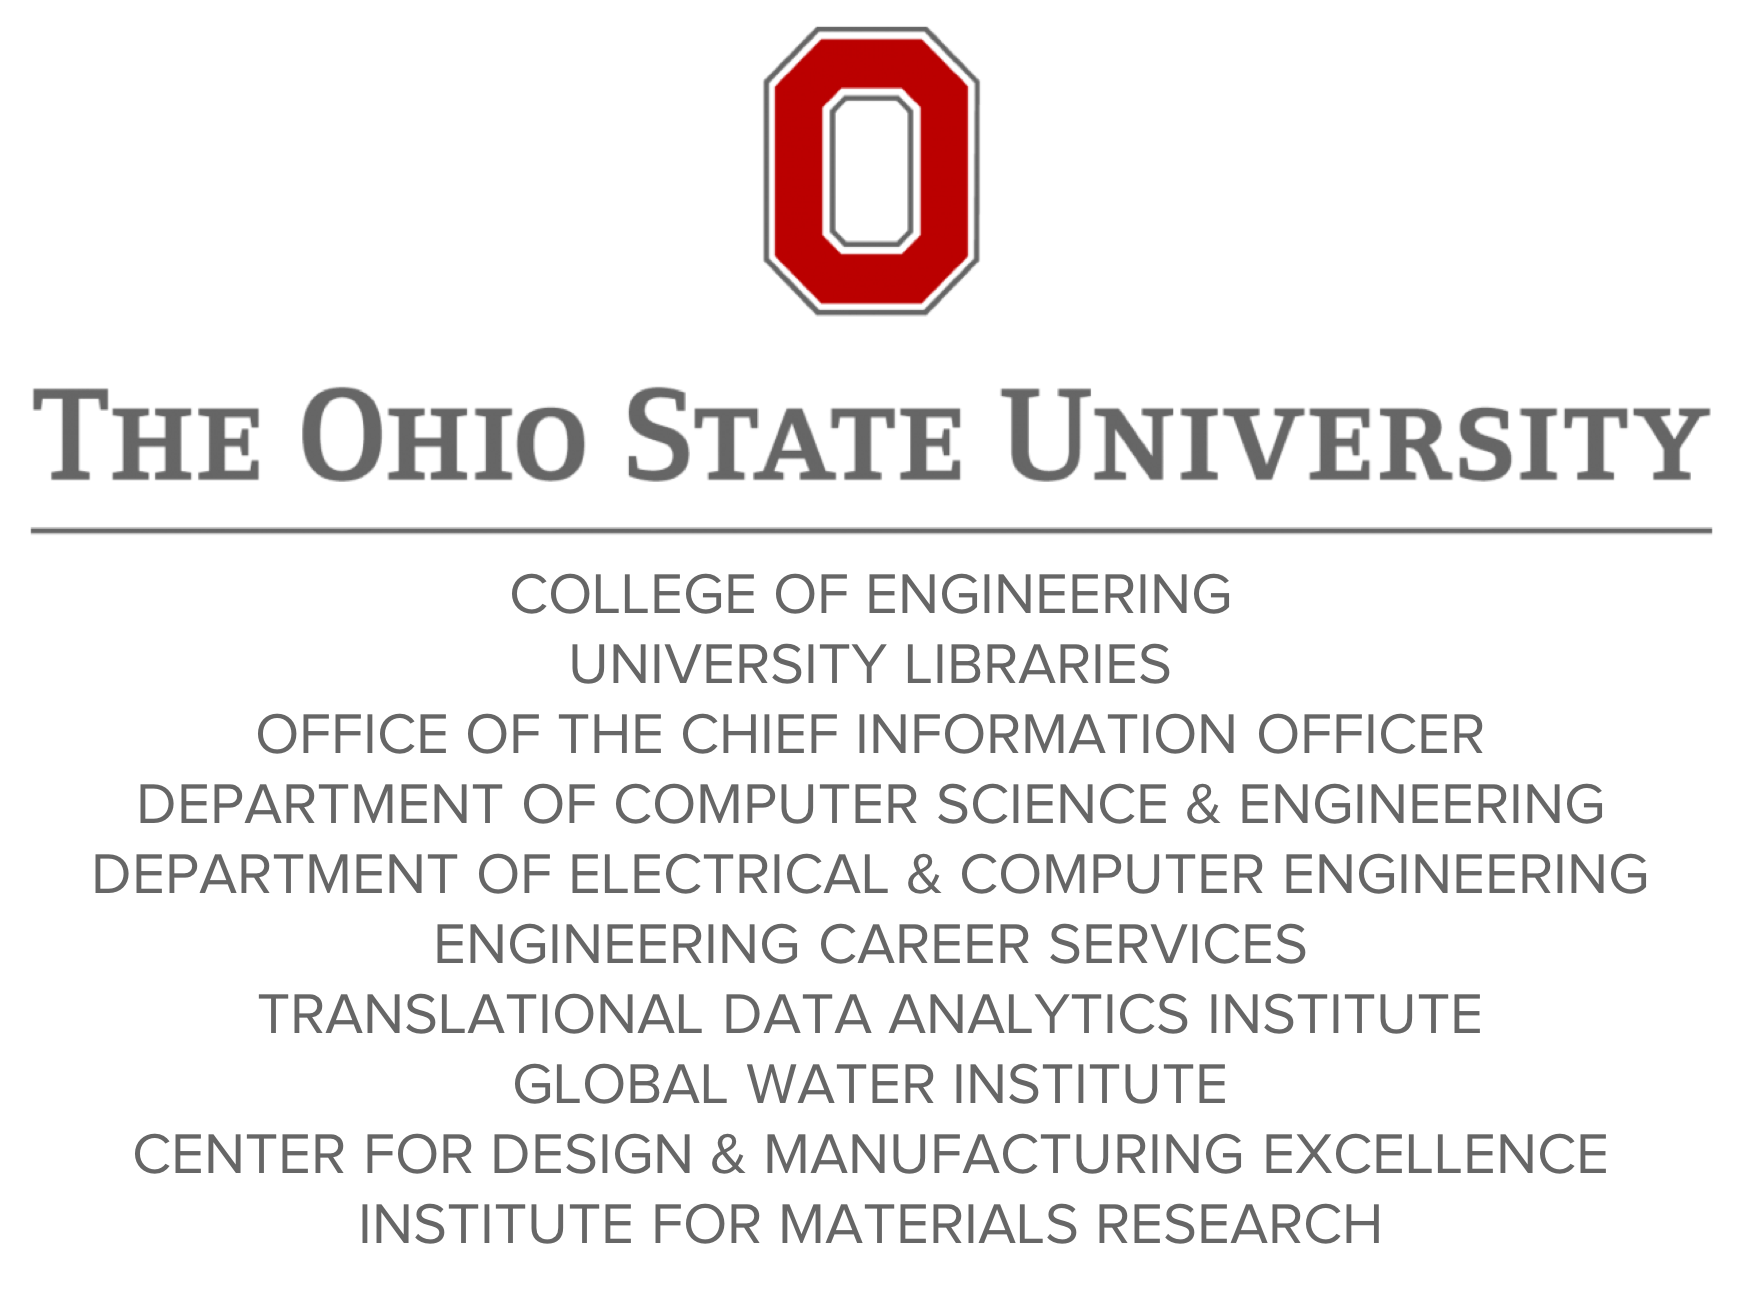 O
THE OHIO STATE UNIVERSITY
COLLEGE OF ENGINEERING
UNIVERSITY LIBRARIES
OFFICE OF THE CHIEF INFORMATION OFFICER
DEPARTMENT OF COMPUTER SCIENCE & ENGINEERING
DEPARTMENT OF ELECTRICAL & COMPUTER ENGINEERING
ENGINEERING CAREER SERVICES
TRANSLATIONAL DATA ANALYTICS INSTITUTE
GLOBAL WATER INSTITUTE
CENTER FOR DESIGN & MANUFACTURING EXCELLENCE
INSTITUTE FOR MATERIALS RESEARCH